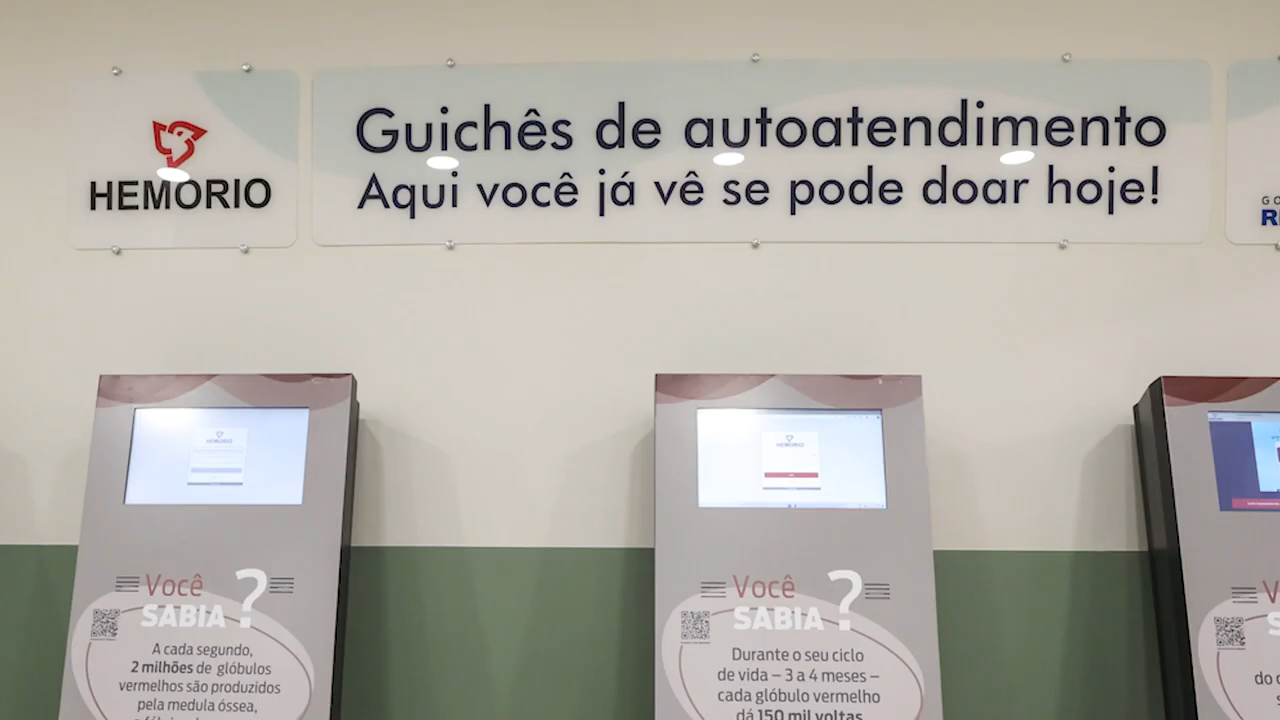 HEMORIO
Guichês de autoatendimento
Aqui você já vê se pode doar hoje!
HEMORIO
HEMORIO
Você
SABIA?
A cada segundo,
2 milhões de glóbulos
vermelhos são produzidos
pela medula óssea,
Você
SABIA?
Durante o seu ciclo
de vida – 3 a 4 meses –
cada glóbulo vermelho
dá 150 mil voltas